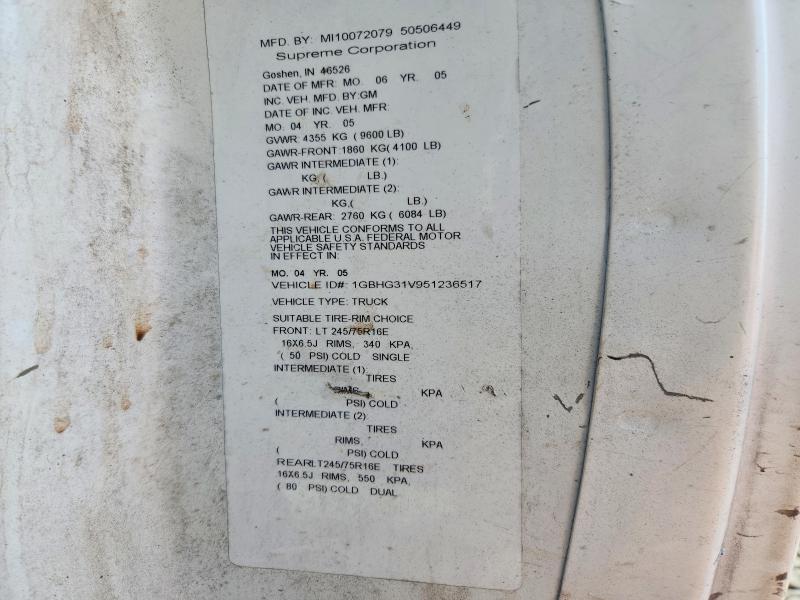 MFD. BY: MI10072079 50506449
Supreme Corporation
Goshen, IN 46526
DATE OF MFR: MO. 06 YR. 05
INC. VEH. MFD. BY:GM
DATE OF INC. VEH. MFR:
MO. 04 YR. 05
GVWR: 4355 KG (9600 LB)
GAWR-FRONT:1860 KG( 4100 LB)
GAWR INTERMEDIATE (1):
KG,( LB.)
GAWR INTERMEDIATE (2):
KG,( LB.)
GAWR-REAR: 2760 KG ( 6084 LB)
THIS VEHICLE CONFORMS TO ALL
APPLICABLE U.S.A. FEDERAL MOTOR
VEHICLE SAFETY STANDARDS
IN EFFECT IN:
MO. 04 YR. 05
VEHICLE ID#: 1GBHG31V951236517
VEHICLE TYPE: TRUCK
SUITABLE TIRE-RIM CHOICE
FRONT: LT 245/75R16E
16X6.5J RIMS, 340 KPA,
( 50 PSI) COLD SINGLE
INTERMEDIATE (1):
TIRES
RIMS, KPA
( PSI) COLD
INTERMEDIATE (2):
TIRES
RIMS, KPA
( PSI) COLD
REARLT245/75R16E TIRES
16X6.5J RIMS, 550 KPA,
( 80 PSI) COLD DUAL